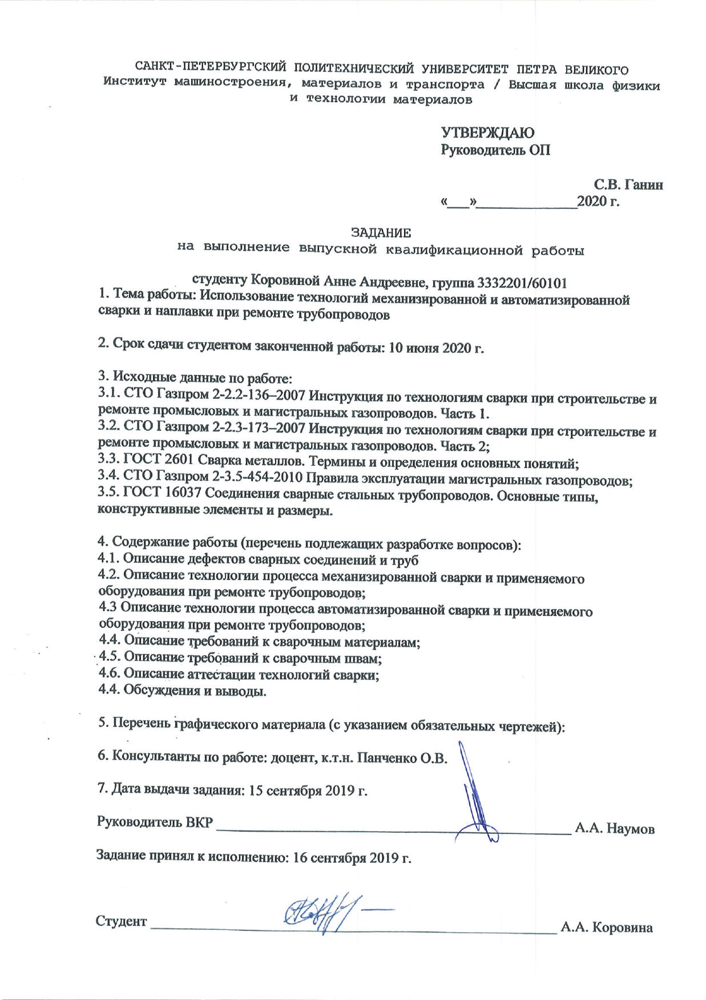 САНКТ-ПЕТЕРБУРГСКИЙ ПОЛИТЕХНИЧЕСКИЙ УНИВЕРСИТЕТ ПЕТРА ВЕЛИКОГО
Институт машиностроения, материалов и транспорта / Высшая школа физики
и технологии материалов
УТВЕРЖДАЮ
Руководитель ОП
С.В. Ганин
«___»______________2020 г.
ЗАДАНИЕ
на выполнение выпускной квалификационной работы
студенту Коровиной Анне Андреевне, группа 3332201/60101
1. Тема работы: Использование технологий механизированной и автоматизированной
сварки и наплавки при ремонте трубопроводов
2. Срок сдачи студентом законченной работы: 10 июня 2020 г.
3. Исходные данные по работе:
3.1. СТО Газпром 2-2.2-136–2007 Инструкция по технологиям сварки при строительстве и
ремонте промысловых и магистральных газопроводов. Часть 1.
3.2. СТО Газпром 2-2.3-173–2007 Инструкция по технологиям сварки при строительстве и
ремонте промысловых и магистральных газопроводов. Часть 2;
3.3. ГОСТ 2601 Сварка металлов. Термины и определения основных понятий;
3.4. СТО Газпром 2-3.5-454-2010 Правила эксплуатации магистральных газопроводов;
3.5. ГОСТ 16037 Соединения сварные стальных трубопроводов. Основные типы,
конструктивные элементы и размеры.
4. Содержание работы (перечень подлежащих разработке вопросов):
4.1. Описание дефектов сварных соединений и труб
4.2. Описание технологии процесса механизированной сварки и применяемого
оборудования при ремонте трубопроводов;
4.3 Описание технологии процесса автоматизированной сварки и применяемого
оборудования при ремонте трубопроводов;
4.4. Описание требований к сварочным материалам;
4.5. Описание требований к сварочным швам;
4.6. Описание аттестации технологий сварки;
4.4. Обсуждения и выводы.
5. Перечень графического материала (с указанием обязательных чертежей):
6. Консультанты по работе: доцент, к.т.н. Панченко О.В.
7. Дата выдачи задания: 15 сентября 2019 г.
Руководитель ВКР ______________________________ А.А. Наумов
Задание принял к исполнению: 16 сентября 2019 г.
Студент ______________________________ А.А. Коровина